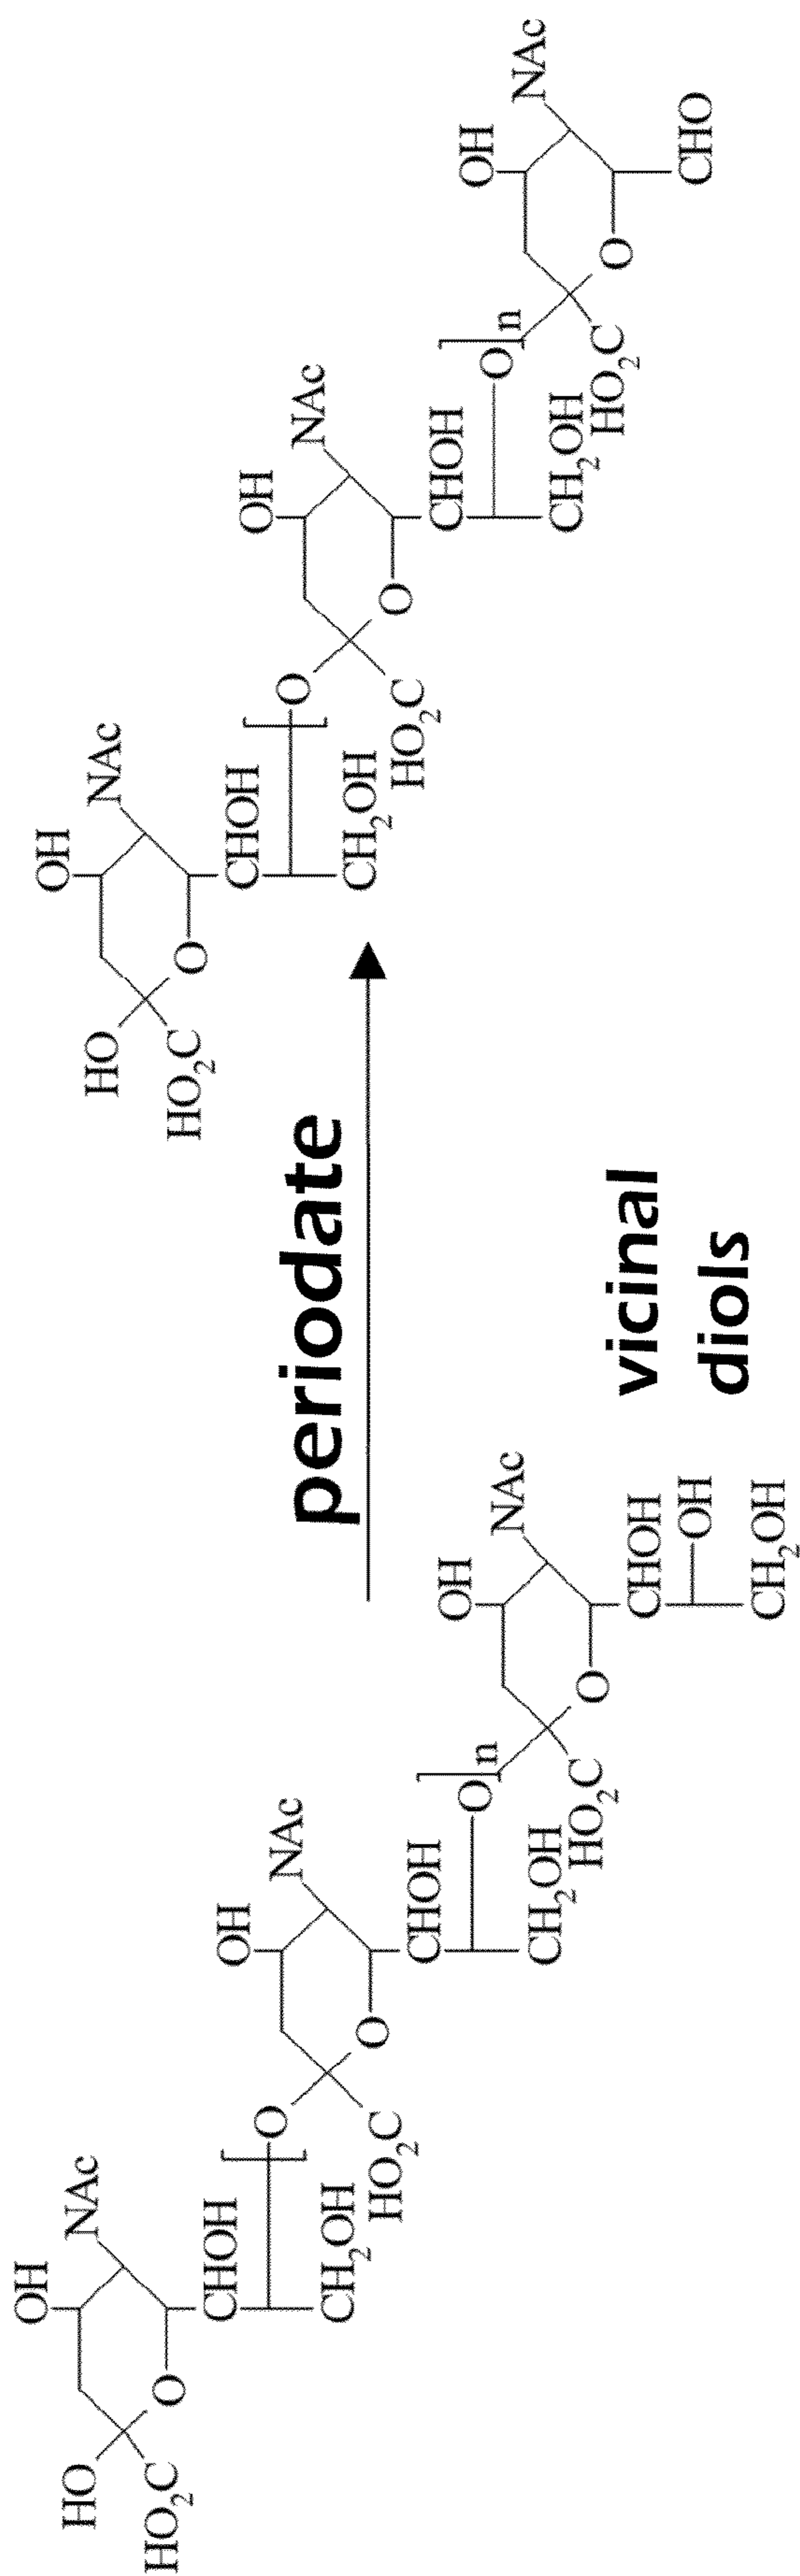 OH
NAc
HO
O
HO₂C
CHOH
O
CH₂OH
OH
NAc
O
HO₂C
CHOH
O
n
CH₂OH
OH
NAc
O
HO₂C
CHOH
OH
CH₂OH
periodate
vicinal
diols
OH
NAc
HO
O
HO₂C
CHOH
O
CH₂OH
OH
NAc
O
HO₂C
CHOH
O
n
CH₂OH
OH
NAc
O
HO₂C
CHO